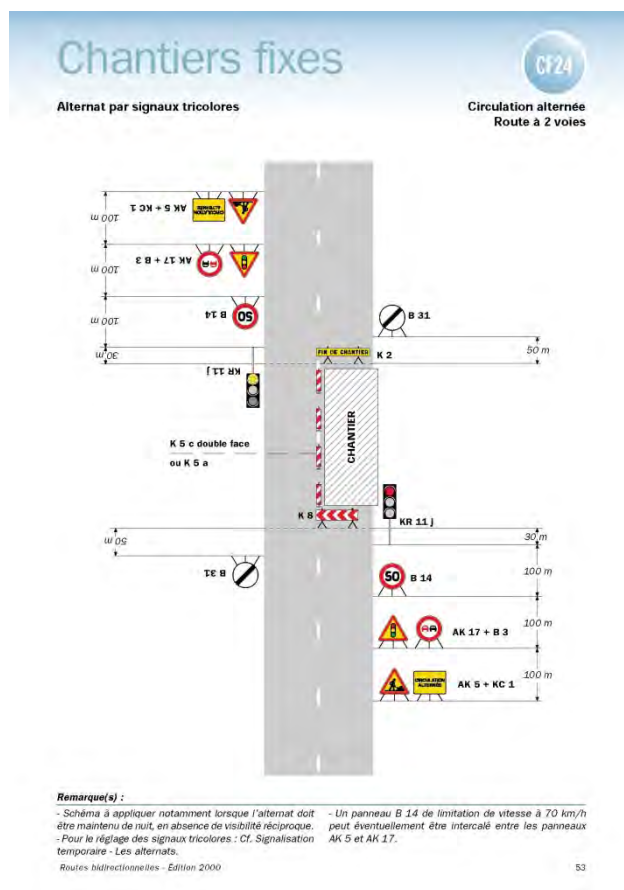 Chantiers fixes
CF24
Alternat par signaux tricolores
Circulation alternée
Route à 2 voies
100 m
CIRCULATION ALTERNÉE
AK 5 + KC 1
100 m
AK 17 + B 3
100 m
50
B 14
30 m
KR 11 j
B 31
50 m
FIN DE CHANTIER
K 2
CHANTIER
K 5 c double face
ou K 5 a
K 8
KR 11 j
50 m
30 m
B 31
50
B 14
100 m
AK 17 + B 3
100 m
CIRCULATION ALTERNÉE
AK 5 + KC 1
100 m
Remarque(s) :
- Schéma à appliquer notamment lorsque l'alternat doit
être maintenu de nuit, en absence de visibilité réciproque.
- Pour le réglage des signaux tricolores : Cf. Signalisation
temporaire - Les alternats.
- Un panneau B 14 de limitation de vitesse à 70 km/h
peut éventuellement être intercalé entre les panneaux
AK 5 et AK 17.
Routes bidirectionnelles - Édition 2000
53